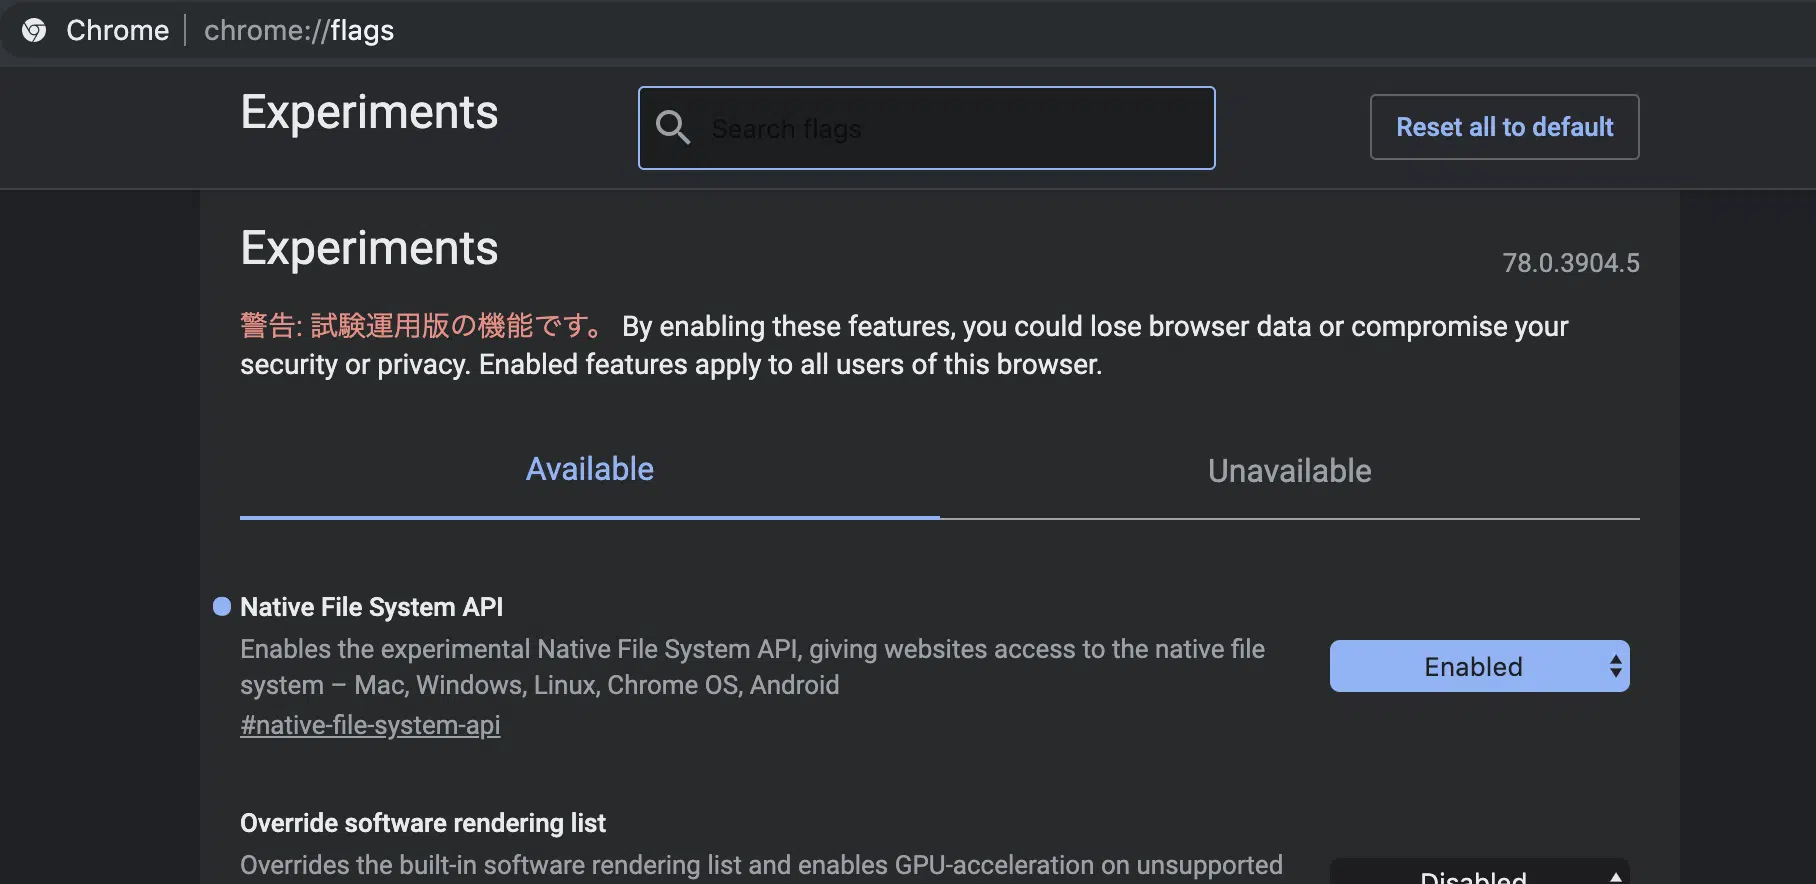 Chrome | chrome://flags
Experiments
Search flags
Reset all to default
Experiments
78.0.3904.5
警告: 試験運用版の機能です。 By enabling these features, you could lose browser data or compromise your
security or privacy. Enabled features apply to all users of this browser.
Available
Unavailable
Native File System API
Enables the experimental Native File System API, giving websites access to the native file
system – Mac, Windows, Linux, Chrome OS, Android
#native-file-system-api
Enabled
Override software rendering list
Overrides the built-in software rendering list and enables GPU-acceleration on unsupported
Disabled